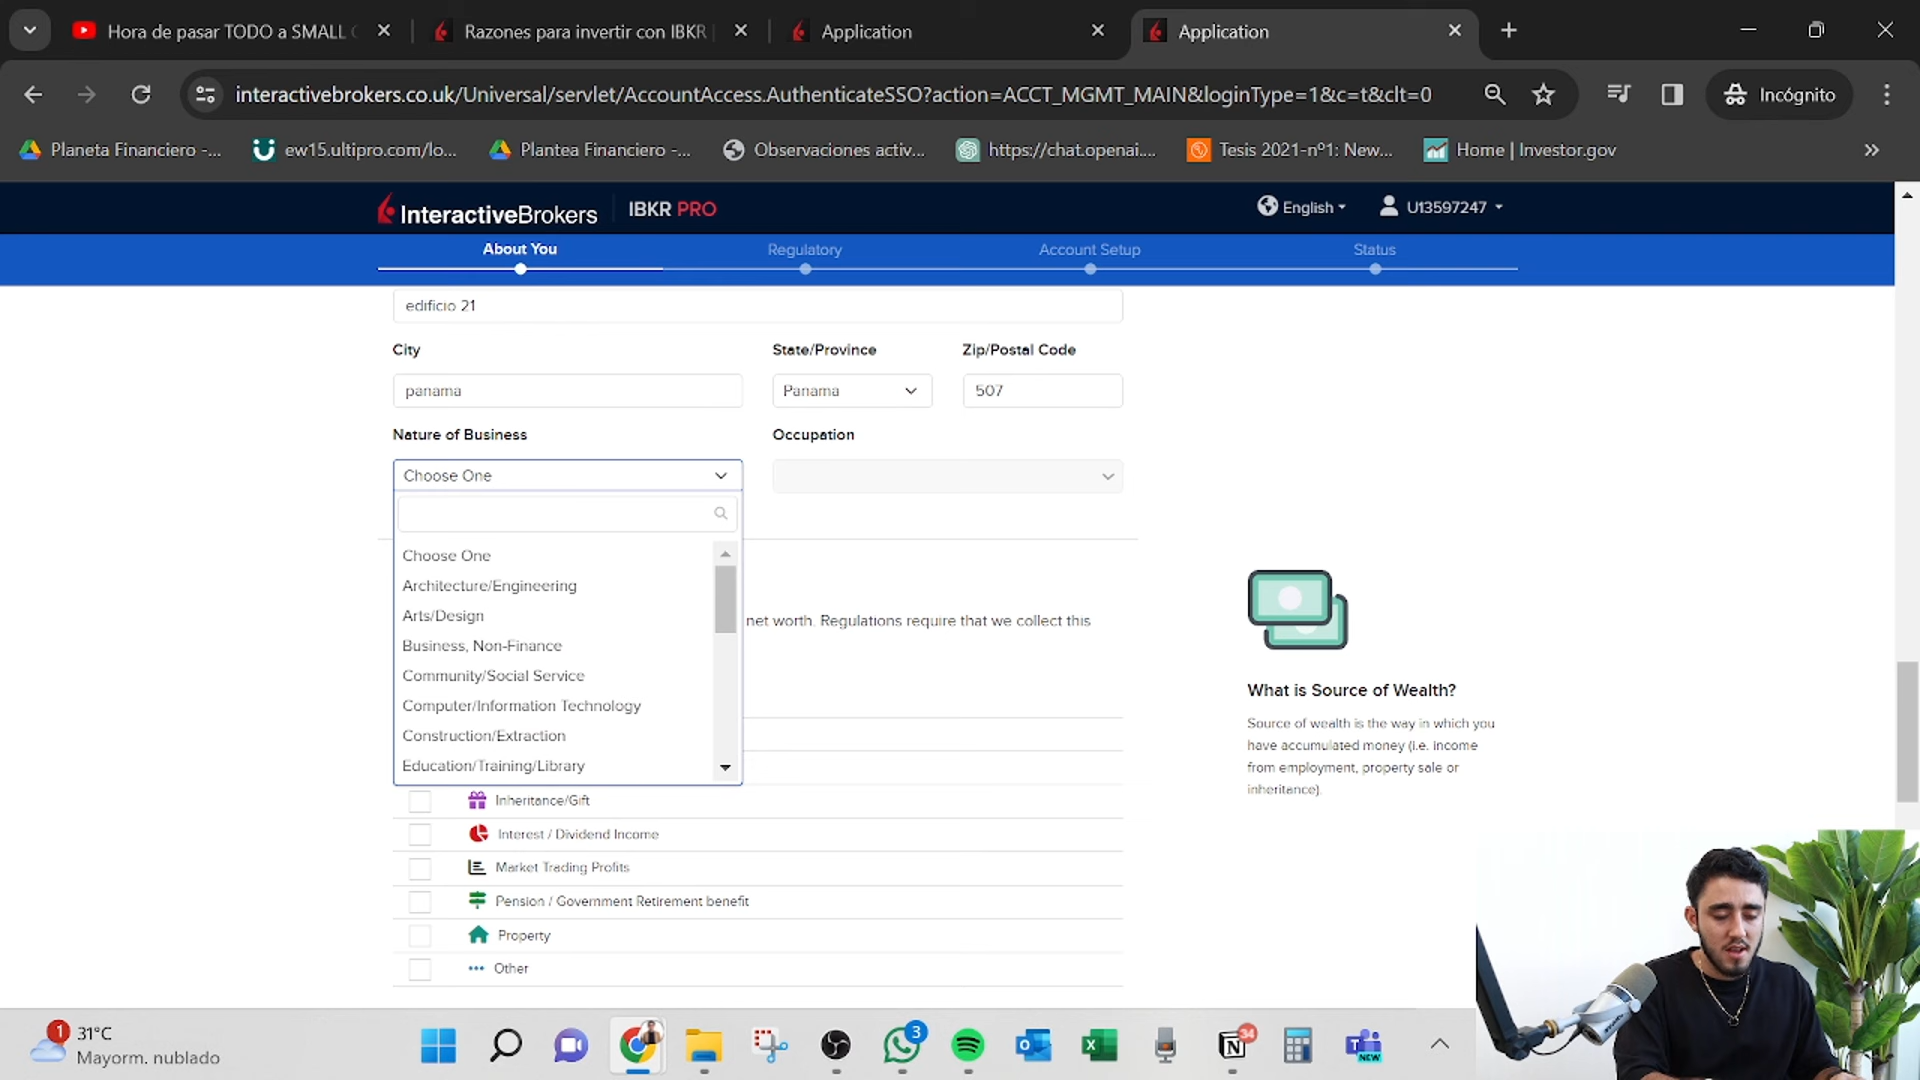 Hora de pasar TODO a SMALL C
Razones para invertir con IBKR |
Application
Application
interactivebrokers.co.uk/Universal/servlet/AccountAccess.AuthenticateSSO?action=ACCT_MGMT_MAIN&loginType=1&c=t&clt=0
Incógnito
Planeta Financiero -...
ew15.ultipro.com/lo...
Plantea Financiero -...
Observaciones activ...
https://chat.openai....
Tesis 2021-nº1: New...
Home | Investor.gov
InteractiveBrokers
IBKR PRO
English
U13597247
About You
Regulatory
Account Setup
Status
edificio 21
City
State/Province
Zip/Postal Code
panama
Panama
507
Nature of Business
Occupation
Choose One
Choose One
Architecture/Engineering
Arts/Design
Business, Non-Finance
net worth. Regulations require that we collect this
Community/Social Service
Computer/Information Technology
Construction/Extraction
Education/Training/Library
Inheritance/Gift
Interest / Dividend Income
Market Trading Profits
Pension / Government Retirement benefit
Property
Other
What is Source of Wealth?
Source of wealth is the way in which you
have accumulated money (i.e. income
from employment, property sale or
inheritance).
1
31°C
Mayorm. nublado
3
34
NEW